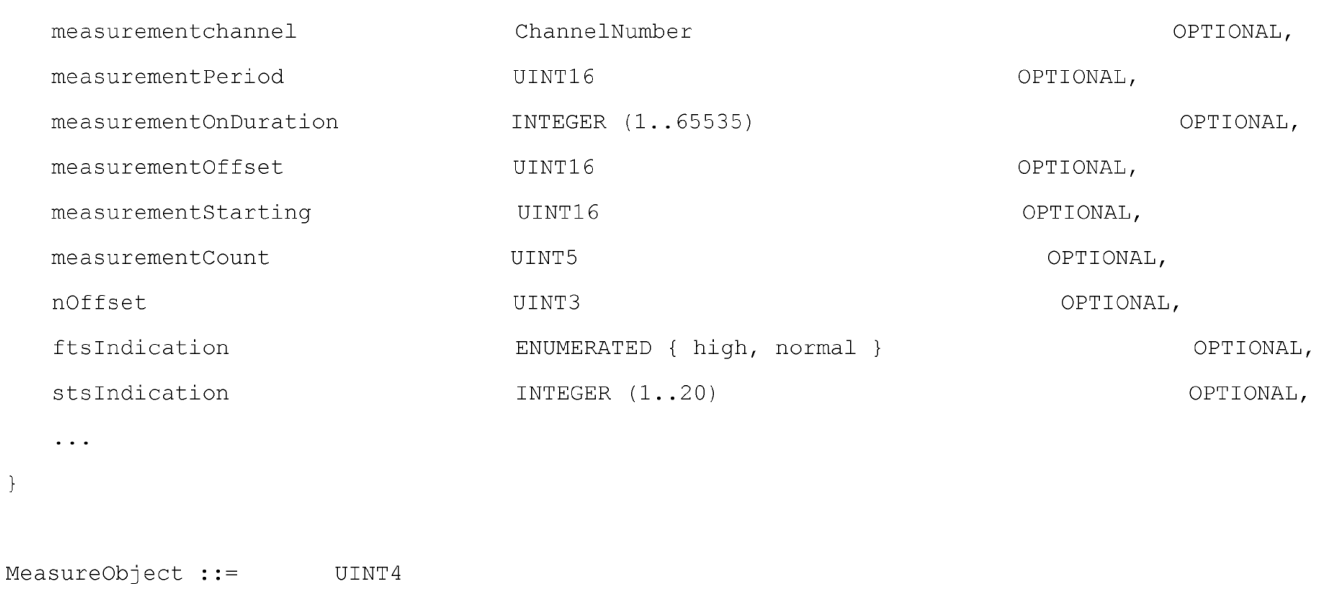 measurementchannel ChannelNumber OPTIONAL,
measurementPeriod UINT16 OPTIONAL,
measurementOnDuration INTEGER (1..65535) OPTIONAL,
measurementOffset UINT16 OPTIONAL,
measurementStarting UINT16 OPTIONAL,
measurementCount UINT5 OPTIONAL,
nOffset UINT3 OPTIONAL,
ftsIndication ENUMERATED { high, normal } OPTIONAL,
stsIndication INTEGER (1..20) OPTIONAL,
...
}
MeasureObject ::= UINT4